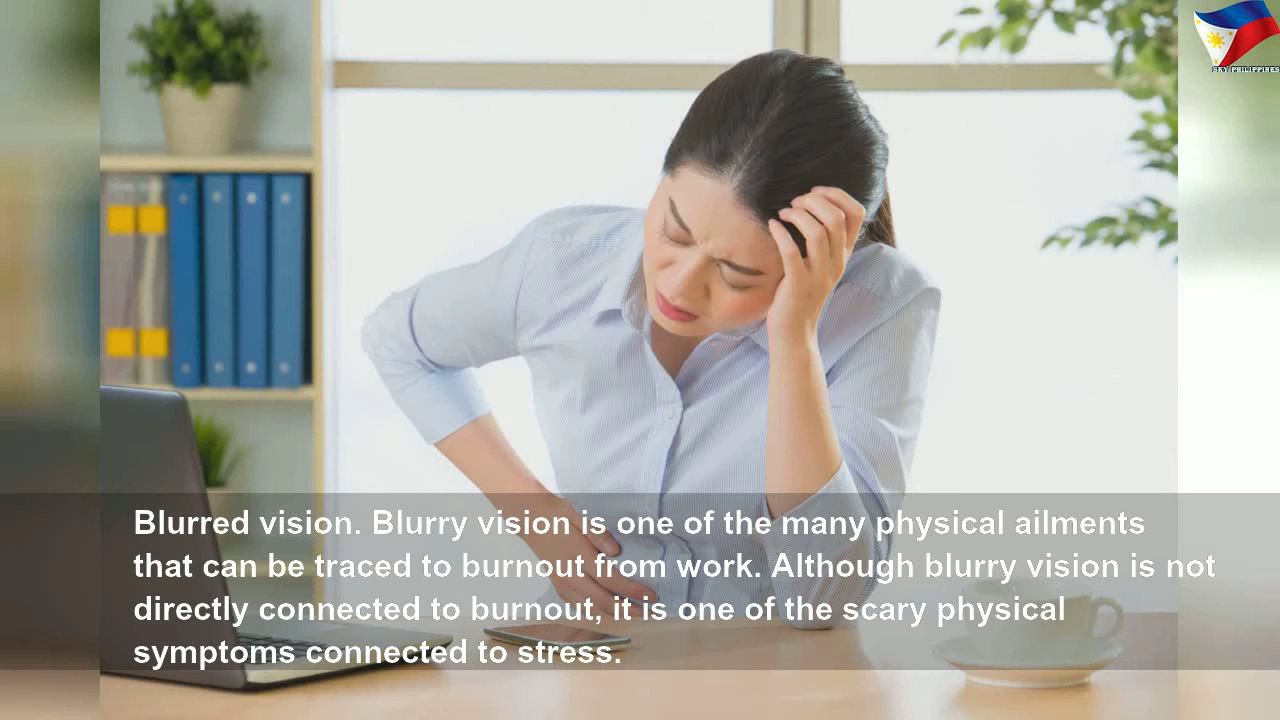 SKY PHILIPPINES
Blurred vision. Blurry vision is one of the many physical ailments
that can be traced to burnout from work. Although blurry vision is not
directly connected to burnout, it is one of the scary physical
symptoms connected to stress.